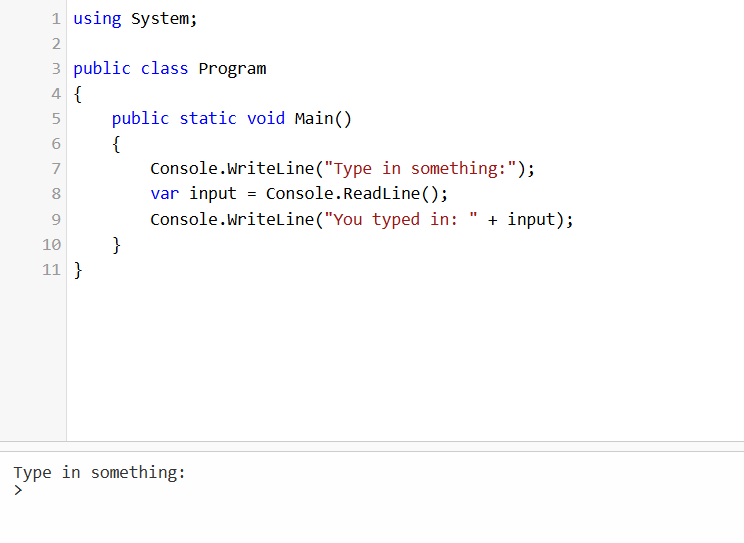 1 using System;
2
3 public class Program
4 {
5     public static void Main()
6     {
7         Console.WriteLine("Type in something:");
8         var input = Console.ReadLine();
9         Console.WriteLine("You typed in: " + input);
10     }
11 }
Type in something:
>